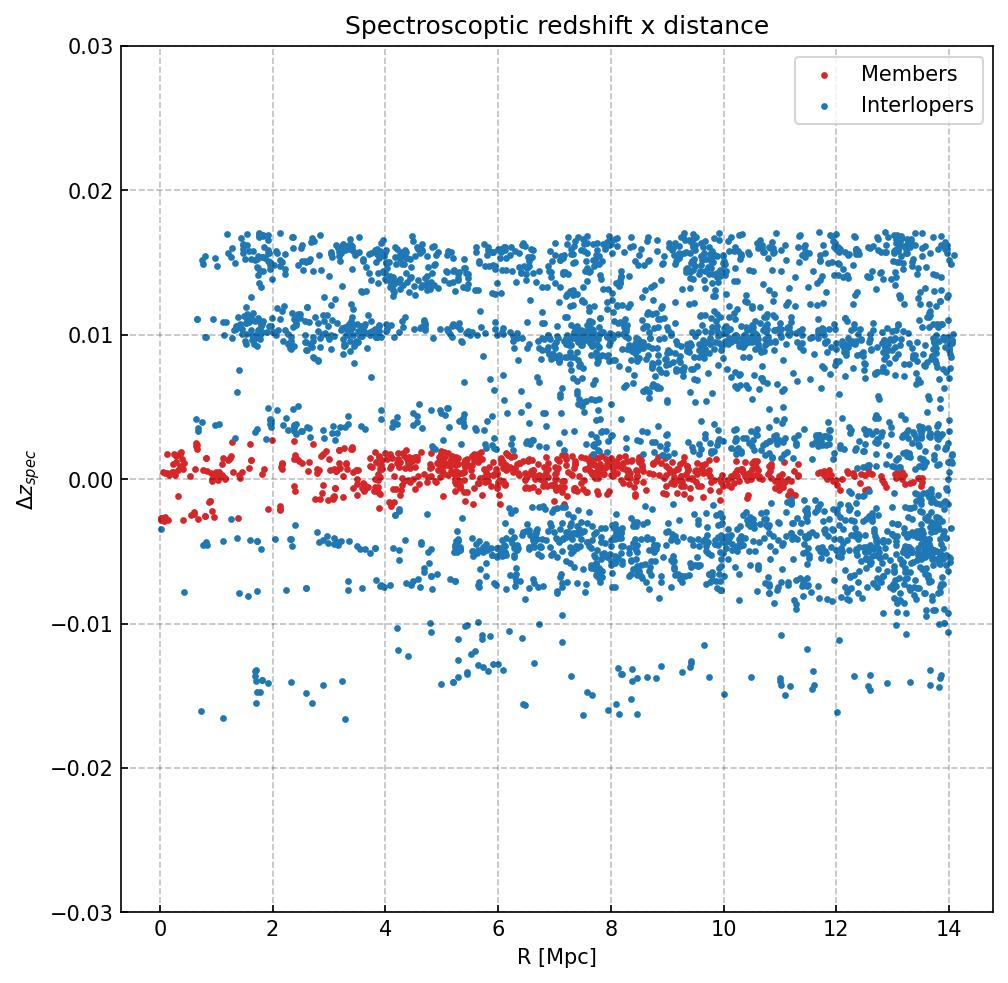 Spectroscoptic redshift x distance
Members
Interlopers
0.03
0.02
0.01
0.00
−0.01
−0.02
−0.03
Δz_spec
0 2 4 6 8 10 12 14
R [Mpc]